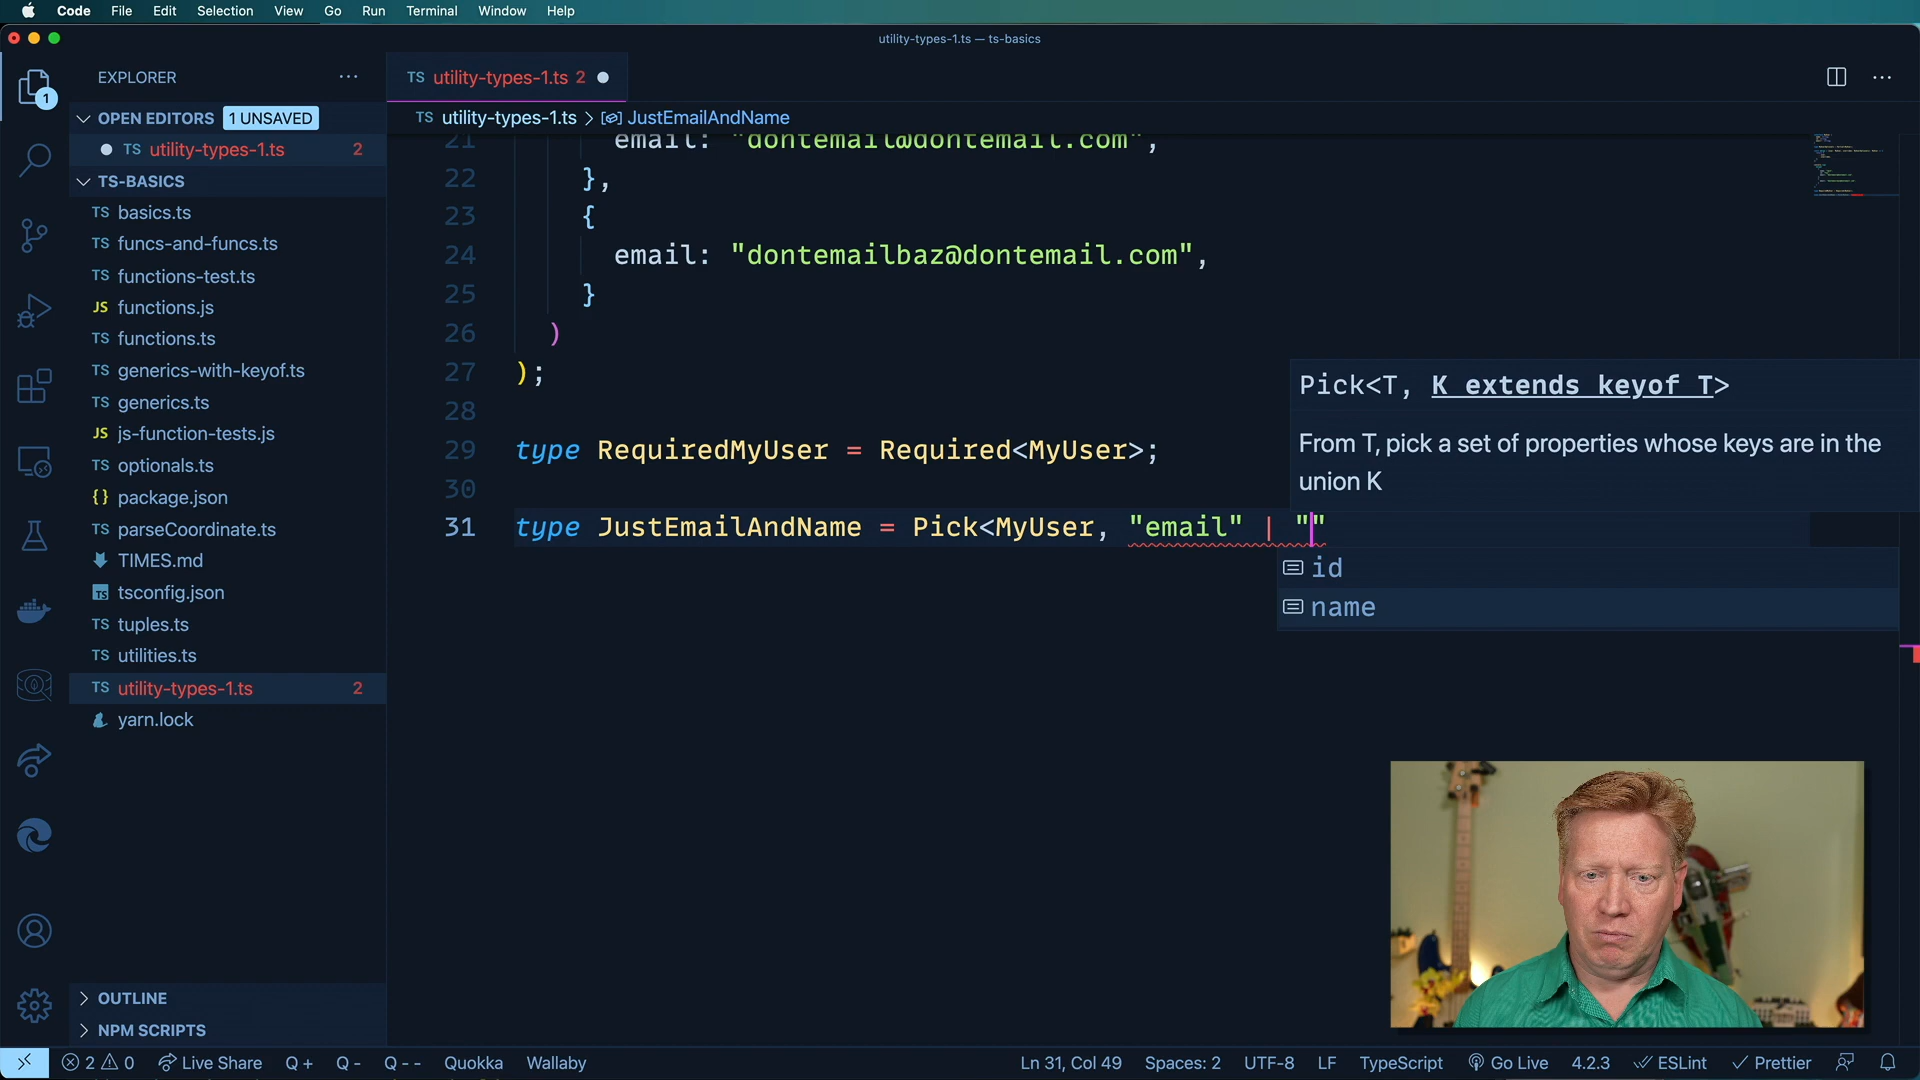 Code File Edit Selection View Go Run Terminal Window Help
utility-types-1.ts — ts-basics
EXPLORER
OPEN EDITORS 1 UNSAVED
TS utility-types-1.ts 2
TS-BASICS
TS basics.ts
TS funcs-and-funcs.ts
TS functions-test.ts
JS functions.js
TS functions.ts
TS generics-with-keyof.ts
TS generics.ts
JS js-function-tests.js
TS optionals.ts
{} package.json
TS parseCoordinate.ts
TIMES.md
TS tsconfig.json
TS tuples.ts
TS utilities.ts
TS utility-types-1.ts 2
yarn.lock
OUTLINE
NPM SCRIPTS
1
TS utility-types-1.ts 2
TS utility-types-1.ts > JustEmailAndName
21 email: "dontemail@dontemail.com",
22 },
23 {
24 email: "dontemailbaz@dontemail.com",
25 }
26 )
27 );
28
29 type RequiredMyUser = Required<MyUser>;
30
31 type JustEmailAndName = Pick<MyUser, "email" | ""
Pick<T, K extends keyof T>
From T, pick a set of properties whose keys are in the
union K
id
name
2 0 Live Share Q + Q - Q - - Quokka Wallaby Ln 31, Col 49 Spaces: 2 UTF-8 LF TypeScript Go Live 4.2.3 ESLint Prettier